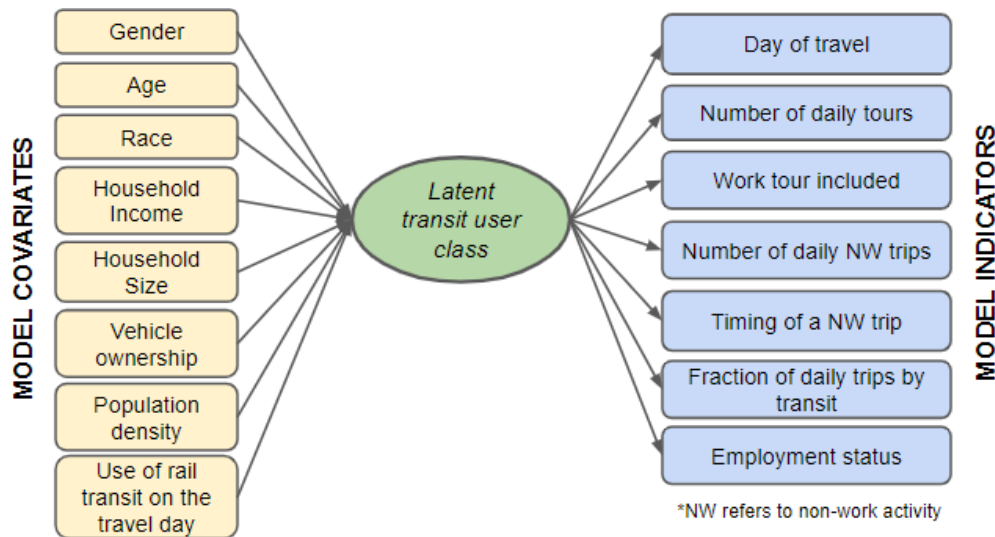 MODEL COVARIATES
Gender
Age
Race
Household
Income
Household
Size
Vehicle
ownership
Population
density
Use of rail
transit on the
travel day
Latent
transit user
class
Day of travel
Number of daily tours
Work tour included
Number of daily NW trips
Timing of a NW trip
Fraction of daily trips by
transit
Employment status
MODEL INDICATORS
*NW refers to non-work activity